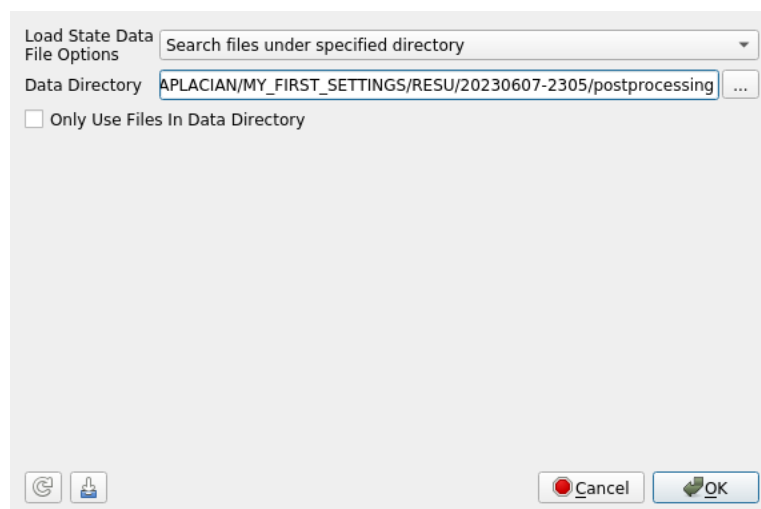 Load State Data
File Options
Search files under specified directory
Data Directory
APLACIAN/MY_FIRST_SETTINGS/RESU/20230607-2305/postprocessing
...
Only Use Files In Data Directory
Cancel
OK